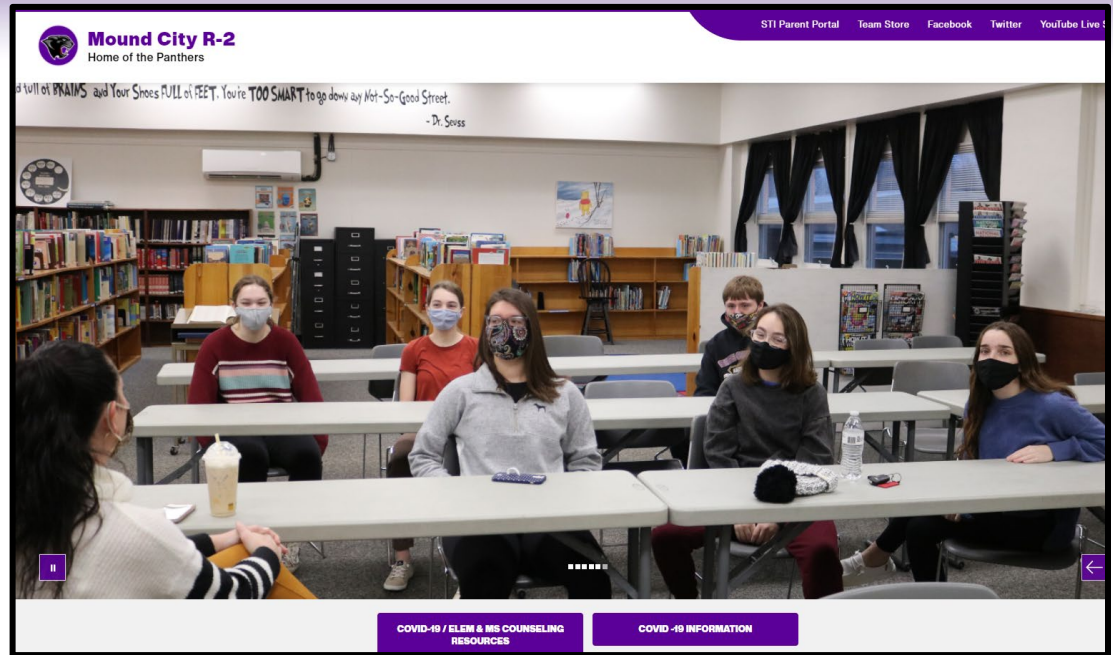 STI Parent Portal Team Store Facebook Twitter YouTube Live
Mound City R-2
Home of the Panthers
full of BRAINS and Your Shoes FULL of FEET. You're TOO SMART to go down any Not-So-Good Street.
- Dr. Seuss
COVID-19 / ELEM & MS COUNSELING
RESOURCES
COVID -19 INFORMATION